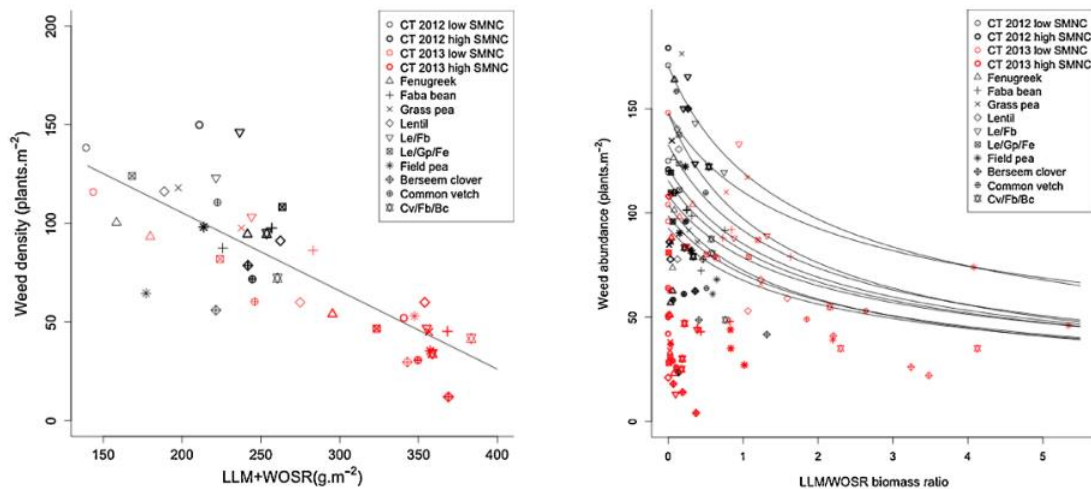 200
150
100
50
0
Weed density (plants.m⁻²)
150
200
250
300
350
400
LLM+WOSR(g.m⁻²)
CT 2012 low SMNC
CT 2012 high SMNC
CT 2013 low SMNC
CT 2013 high SMNC
Fenugreek
Faba bean
Grass pea
Lentil
Le/Fb
Le/Gp/Fe
Field pea
Berseem clover
Common vetch
Cv/Fb/Bc
150
100
50
0
Weed abundance (plants.m⁻²)
0
1
2
3
4
5
LLM/WOSR biomass ratio
CT 2012 low SMNC
CT 2012 high SMNC
CT 2013 low SMNC
CT 2013 high SMNC
Fenugreek
Faba bean
Grass pea
Lentil
Le/Fb
Le/Gp/Fe
Field pea
Berseem clover
Common vetch
Cv/Fb/Bc